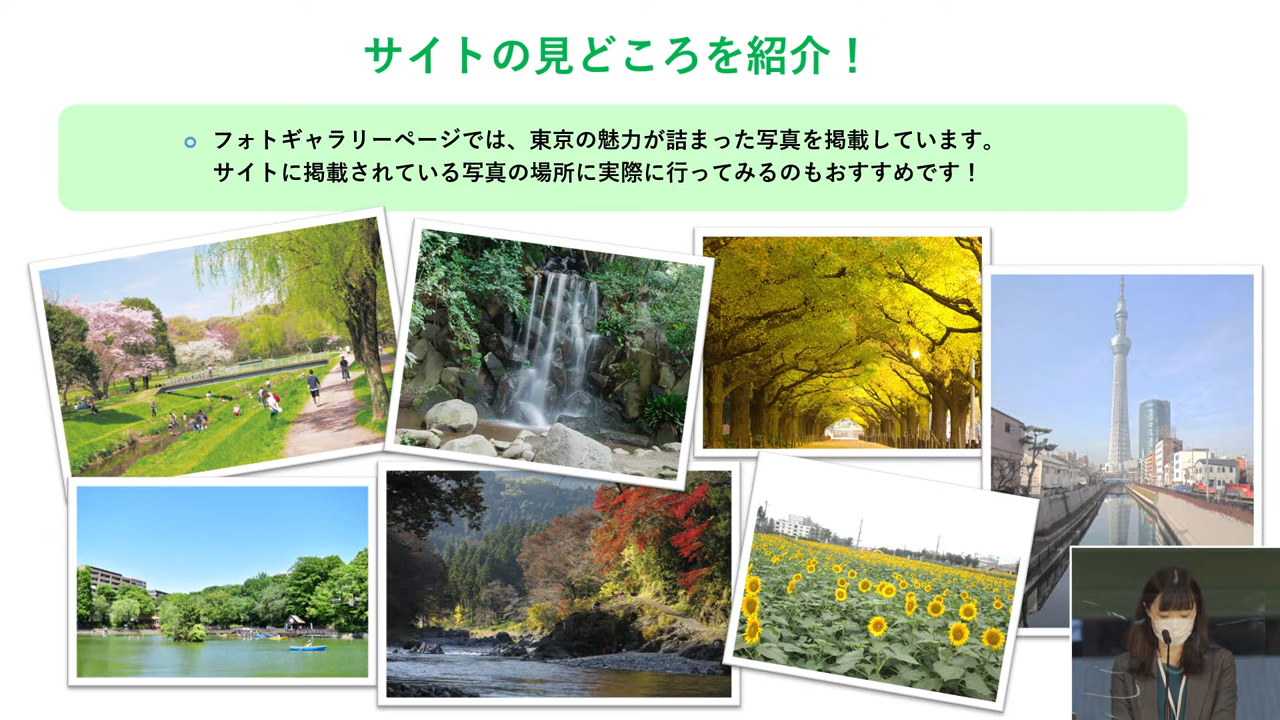 サイトの見どころを紹介！
フォトギャラリーページでは、東京の魅力が詰まった写真を掲載しています。
サイトに掲載されている写真の場所に実際に行ってみるのもおすすめです！